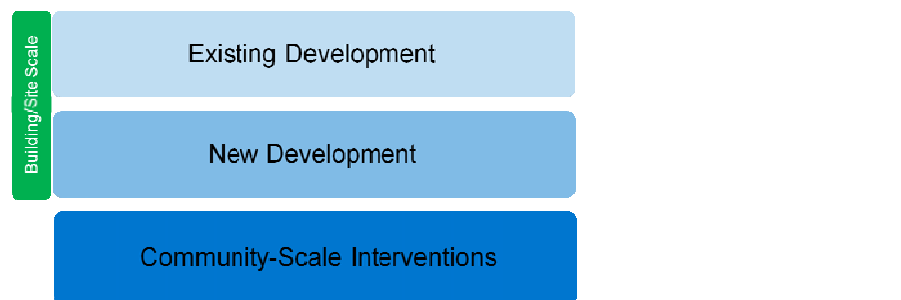 Building/Site Scale
Existing Development
New Development
Community-Scale Interventions